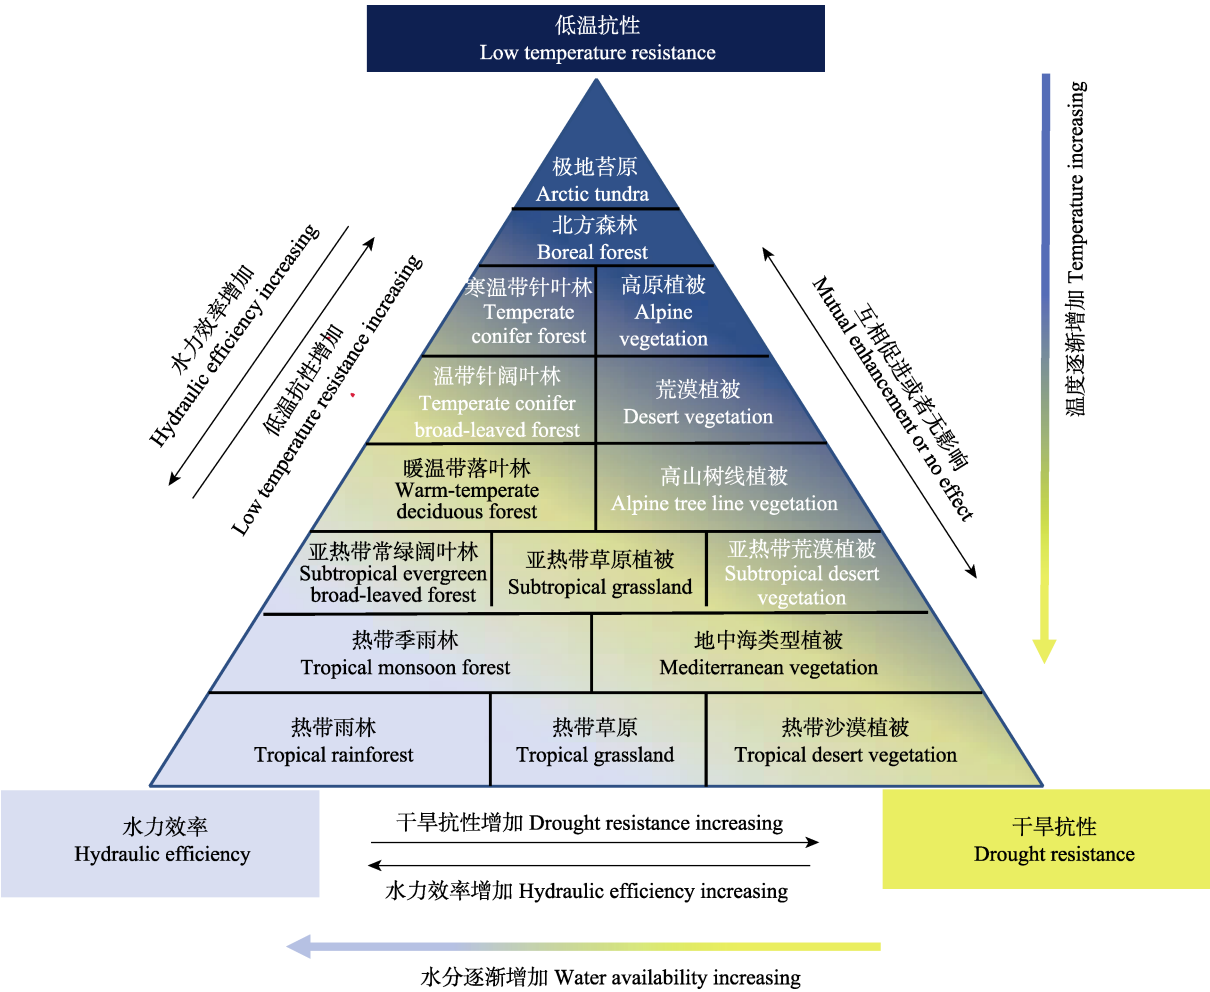 低温抗性
Low temperature resistance
极地苔原
Arctic tundra
北方森林
Boreal forest
寒温带针叶林
Temperate
conifer forest
高原植被
Alpine
vegetation
温带针阔叶林
Temperate conifer
broad-leaved forest
荒漠植被
Desert vegetation
暖温带落叶林
Warm-temperate
deciduous forest
高山树线植被
Alpine tree line vegetation
亚热带常绿阔叶林
Subtropical evergreen
broad-leaved forest
亚热带草原植被
Subtropical grassland
亚热带荒漠植被
Subtropical desert
vegetation
热带季雨林
Tropical monsoon forest
地中海类型植被
Mediterranean vegetation
热带雨林
Tropical rainforest
热带草原
Tropical grassland
热带沙漠植被
Tropical desert vegetation
水力效率增加
Hydraulic efficiency increasing
低温抗性增加
Low temperature resistance increasing
互相促进或者无影响
Mutual enhancement or no effect
温度逐渐增加 Temperature increasing
水力效率
Hydraulic efficiency
干旱抗性增加 Drought resistance increasing
水力效率增加 Hydraulic efficiency increasing
干旱抗性
Drought resistance
水分逐渐增加 Water availability increasing